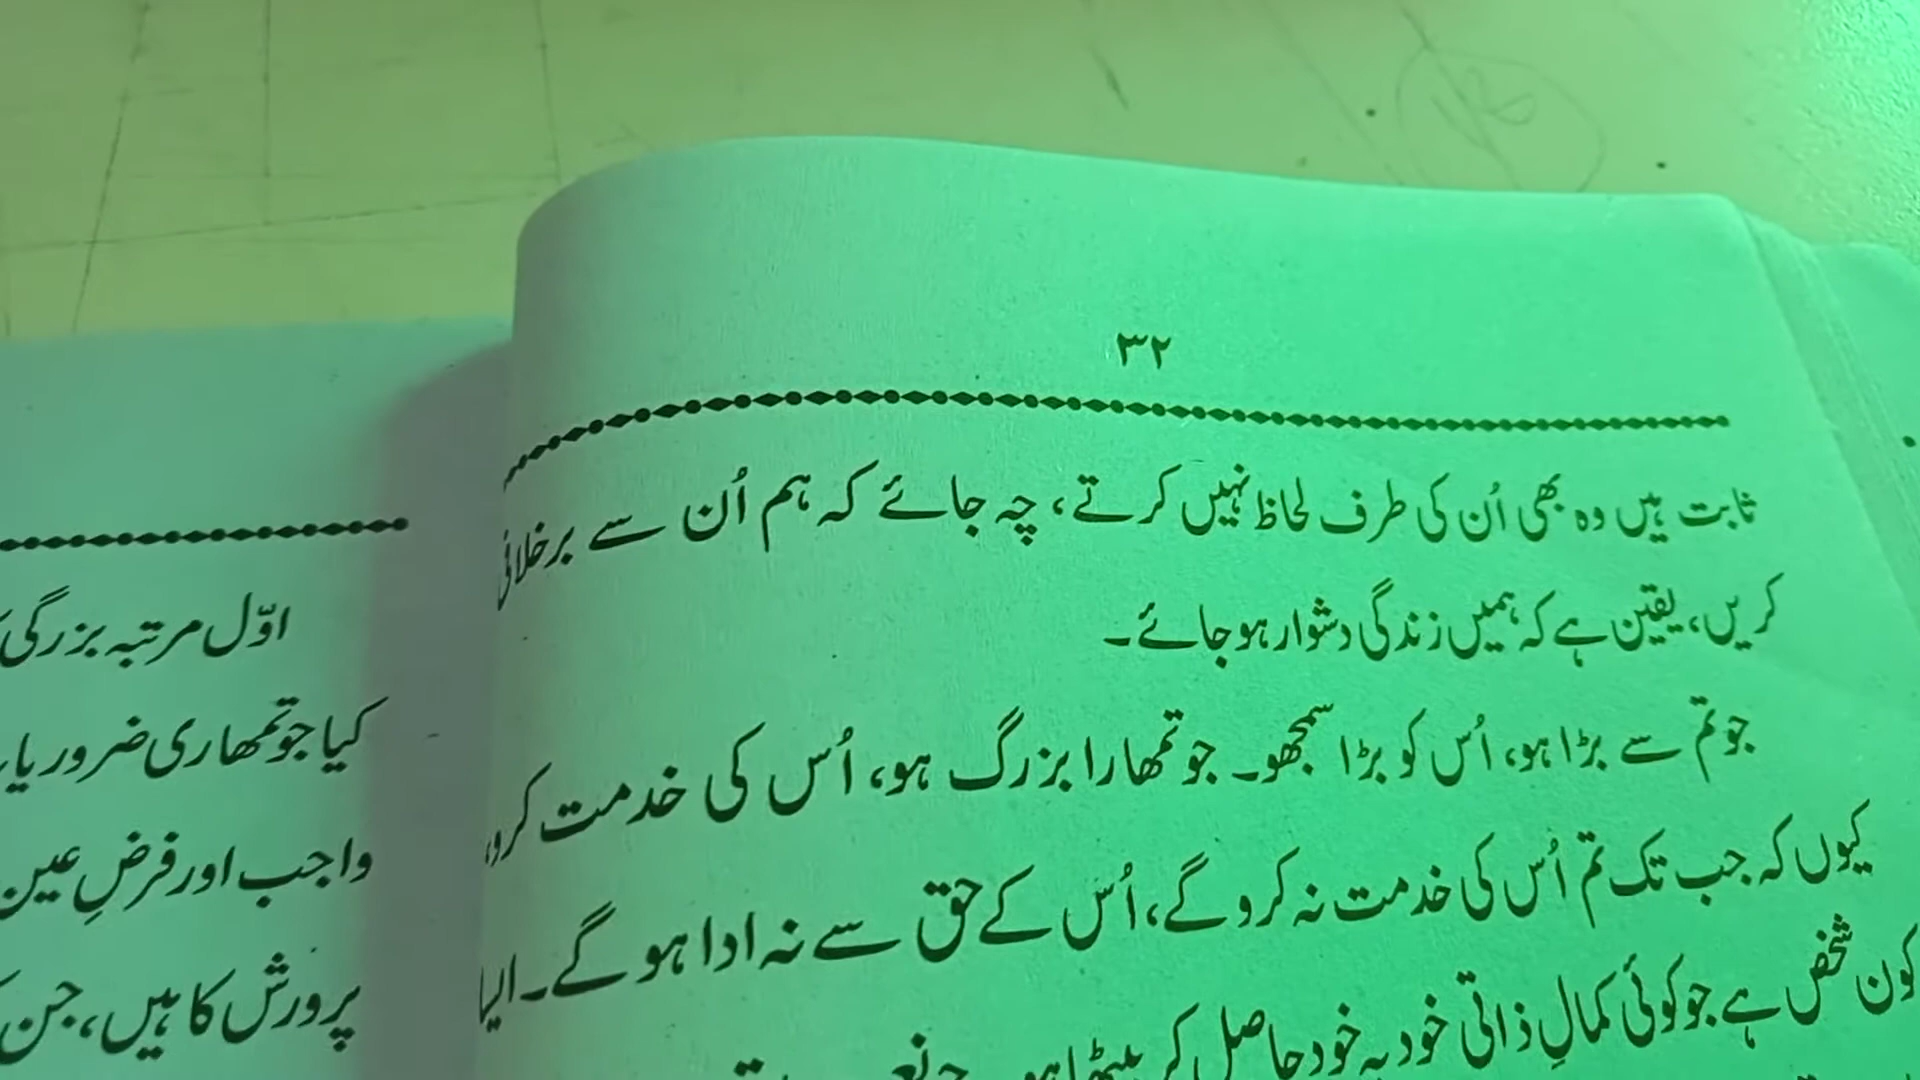 ۳۲
ثابت ہیں وہ بھی اُن کی طرف لحاظ نہیں کرتے، چہ جائے کہ ہم اُن سے برخلافی
کریں، یقین ہے کہ ہمیں زندگی دشوار ہو جائے۔
جو تم سے بڑا ہو، اُس کو بڑا سمجھو۔ جو تمھارا بزرگ ہو، اُس کی خدمت کرو،
کیوں کہ جب تک تم اُس کی خدمت نہ کرو گے، اُس کے حق سے نہ ادا ہو گے۔ ایسا
کون شخص ہے جو کوئی کمالِ ذاتی خود بہ خود حاصل کر بیٹھا ہو
اوّل مرتبہ بزرگی
کیا جو تمھاری ضرور
واجب اور فرضِ عین
پرورش کا ہیں، جن